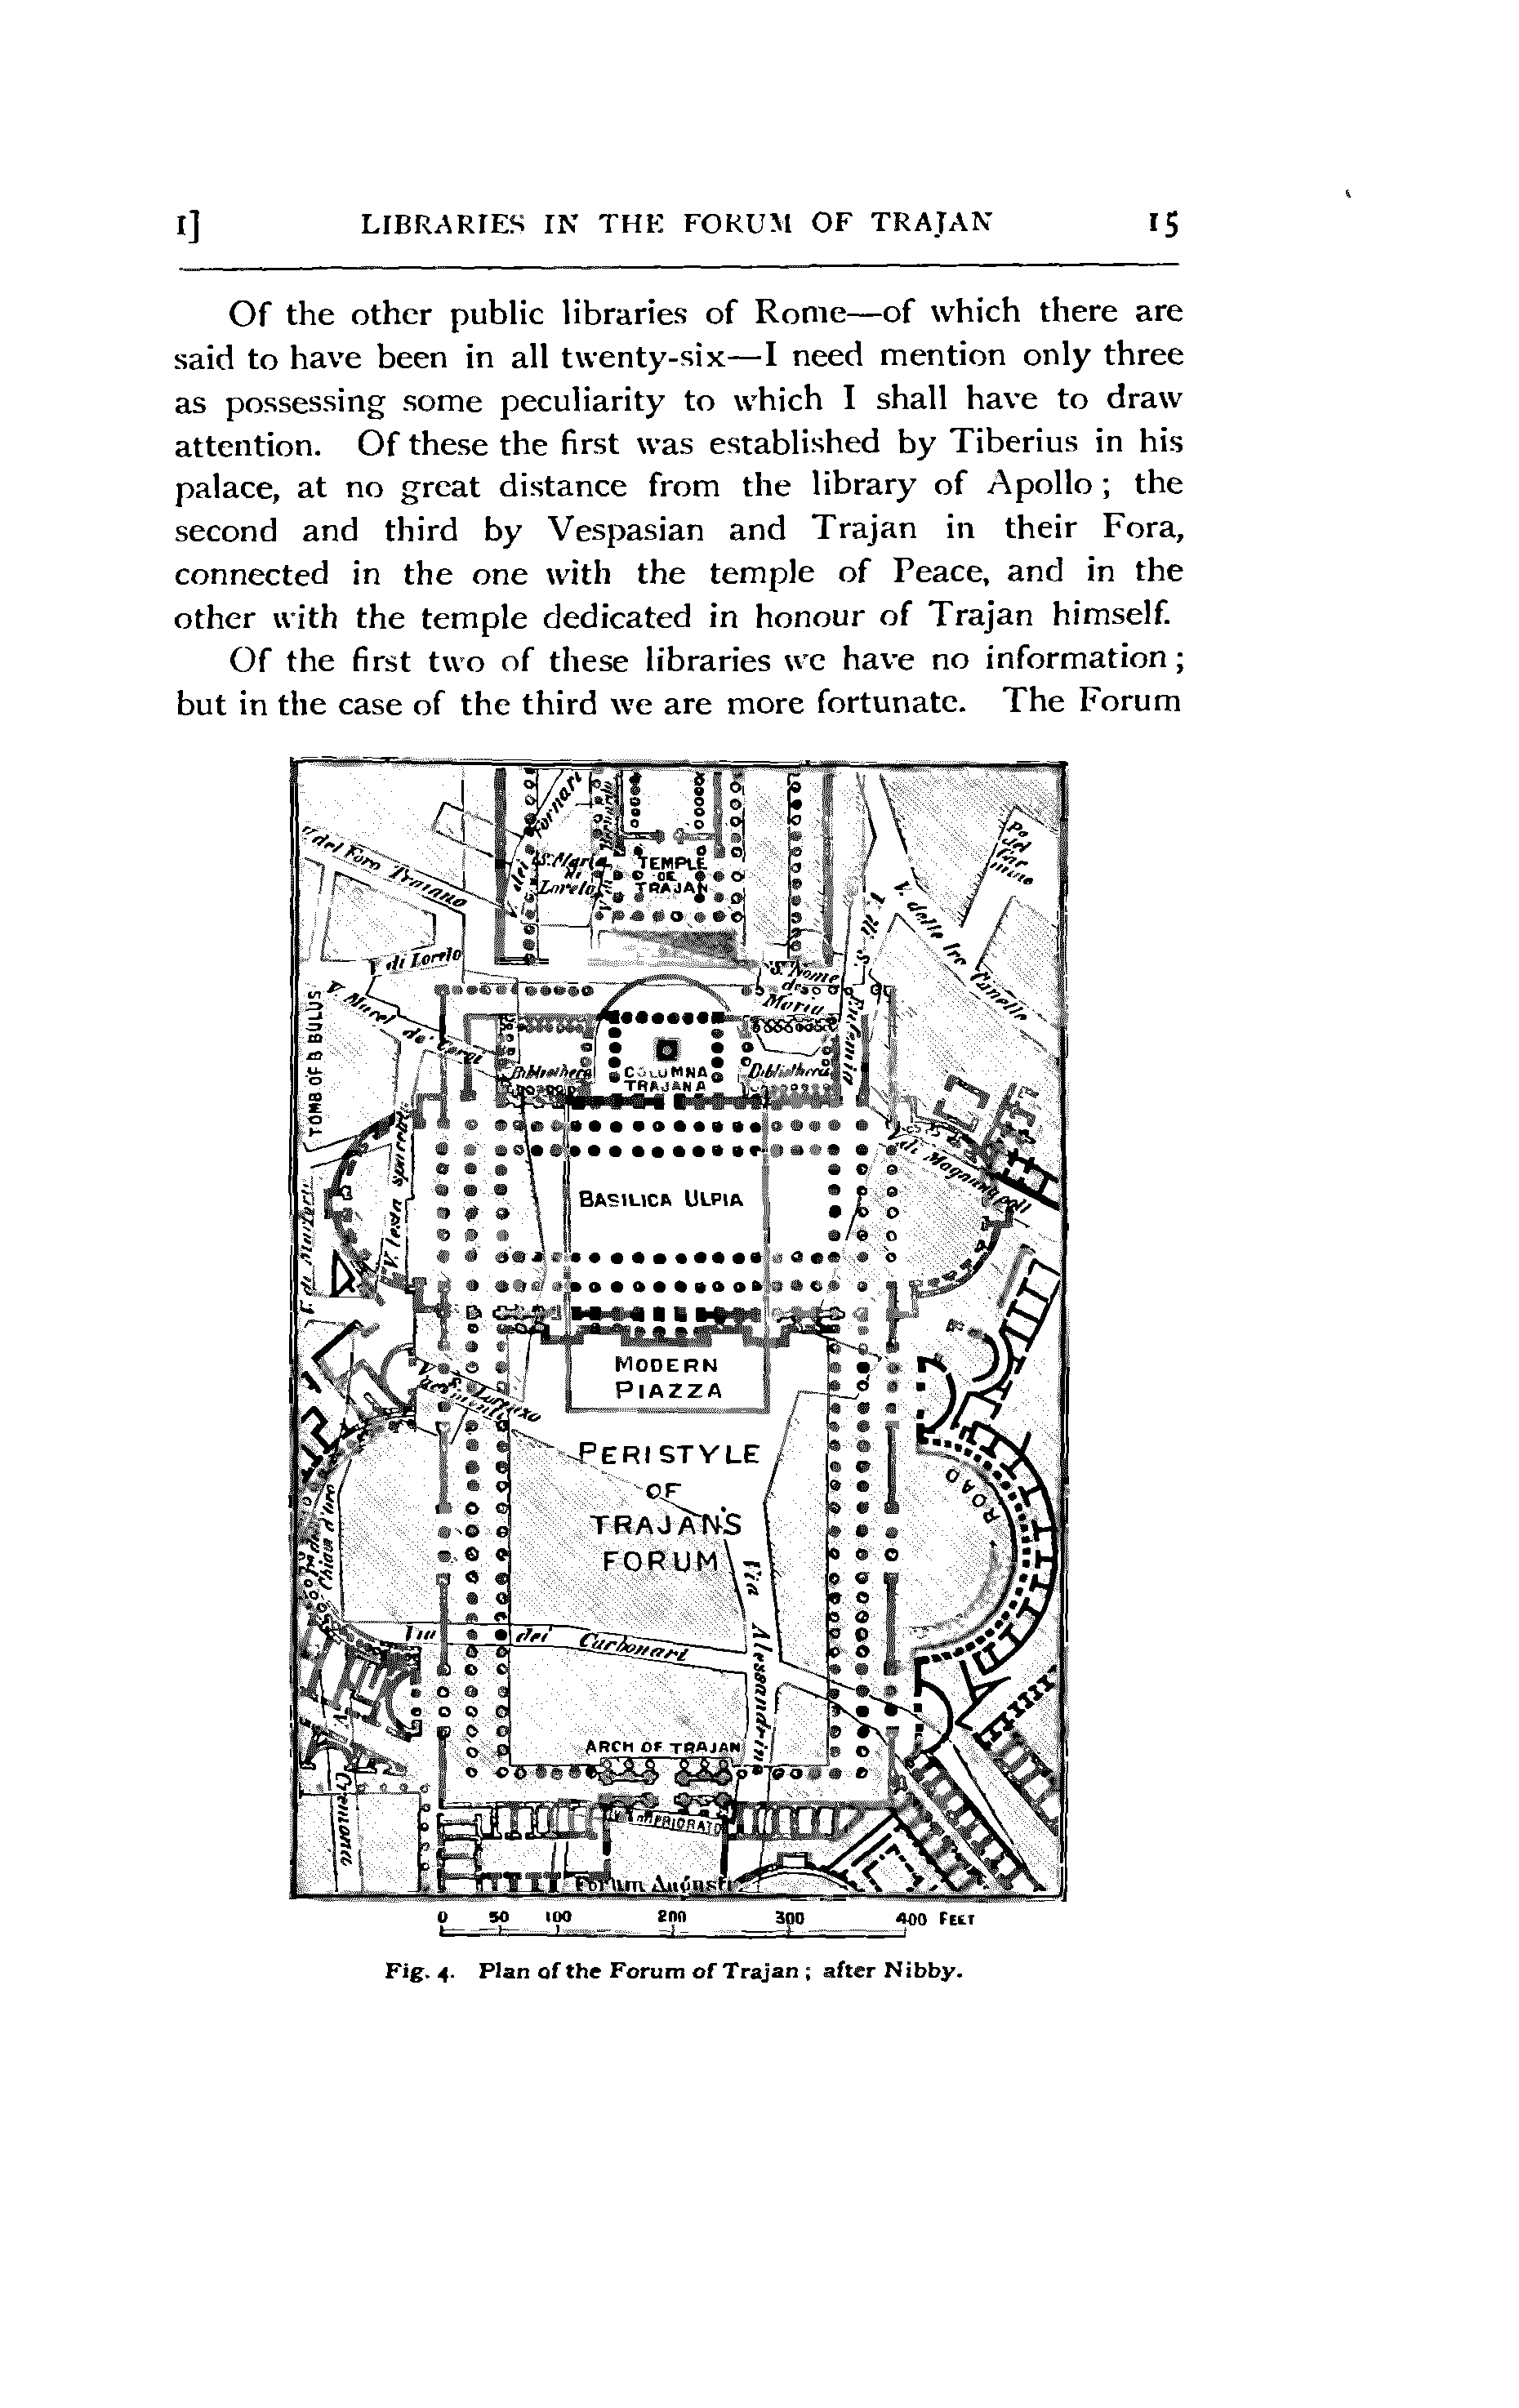 I] LIBRARIES IN THE FORUM OF TRAJAN 15
Of the other public libraries of Rome—of which there are
said to have been in all twenty-six—I need mention only three
as possessing some peculiarity to which I shall have to draw
attention. Of these the first was established by Tiberius in his
palace, at no great distance from the library of Apollo; the
second and third by Vespasian and Trajan in their Fora,
connected in the one with the temple of Peace, and in the
other with the temple dedicated in honour of Trajan himself.
Of the first two of these libraries we have no information;
but in the case of the third we are more fortunate. The Forum
V. del Foro Traiano
V. dei Fornari
S. Maria
di
Loreto
TEMPLE
OF
TRAJAN
V. delle Tre Canelle
V. di Loreto
S. Nome
di
Maria
V. Macel de' Corvi
TOMB OF BIBULUS
Bibliotheca
COLUMNA
TRAJANA
Bibliotheca
V. di Magnanapoli
BASILICA ULPIA
MODERN
PIAZZA
V. S. Lorenzo
PERISTYLE
OF
TRAJAN'S
FORUM
ROAD
Via Alessandrina
Via dei Carbonari
ARCH OF TRAJAN
V. Cremona
Forum Augusti
0 50 100 200 300 400 FEET
Fig. 4. Plan of the Forum of Trajan; after Nibby.